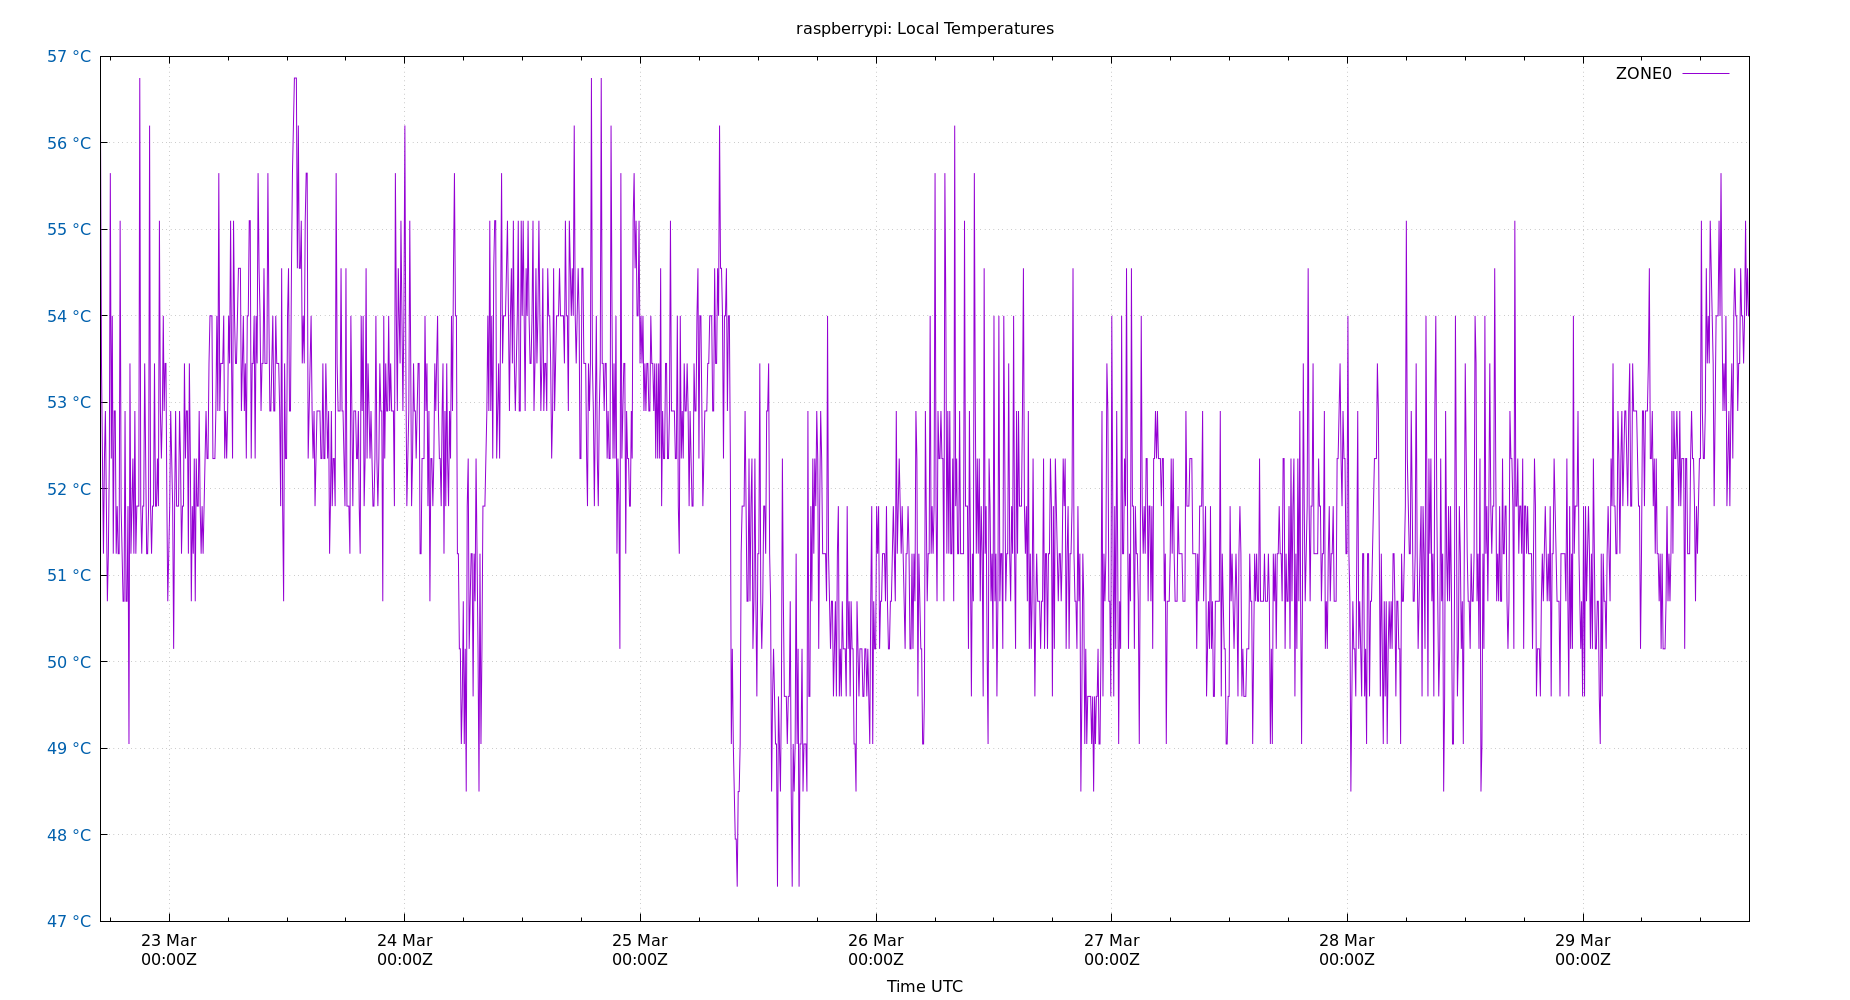 raspberrypi: Local Temperatures
ZONE0
57 °C
56 °C
55 °C
54 °C
53 °C
52 °C
51 °C
50 °C
49 °C
48 °C
47 °C
23 Mar 24 Mar 25 Mar 26 Mar 27 Mar 28 Mar 29 Mar
00:00Z 00:00Z 00:00Z 00:00Z 00:00Z 00:00Z 00:00Z
Time UTC